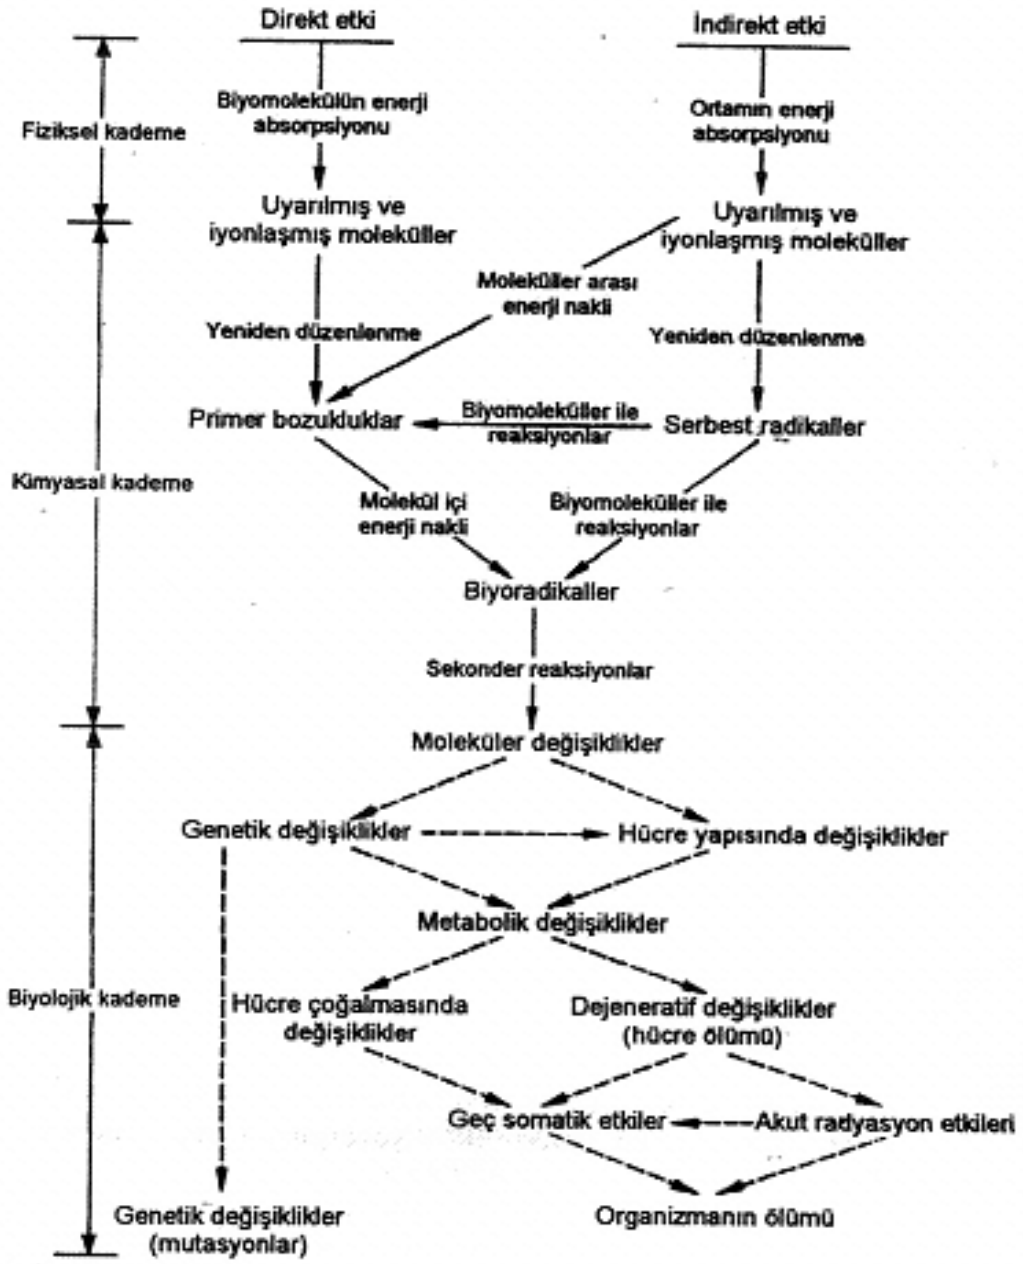 Direkt etki
İndirekt etki
Biyomolekülün enerji
absorpsiyonu
Ortamın enerji
absorpsiyonu
Fiziksel kademe
Uyarılmış ve
iyonlaşmış moleküller
Uyarılmış ve
iyonlaşmış moleküller
Moleküller arası
enerji nakli
Yeniden düzenlenme
Yeniden düzenlenme
Primer bozukluklar
Biyomoleküller ile
reaksiyonlar
Serbest radikaller
Kimyasal kademe
Molekül içi
enerji nakli
Biyomoleküller ile
reaksiyonlar
Biyoradikaller
Sekonder reaksiyonlar
Moleküler değişiklikler
Genetik değişiklikler
Hücre yapısında değişiklikler
Metabolik değişiklikler
Biyolojik kademe
Hücre çoğalmasında
değişiklikler
Dejeneratif değişiklikler
(hücre ölümü)
Geç somatik etkiler
Akut radyasyon etkileri
Genetik değişiklikler
(mutasyonlar)
Organizmanın ölümü